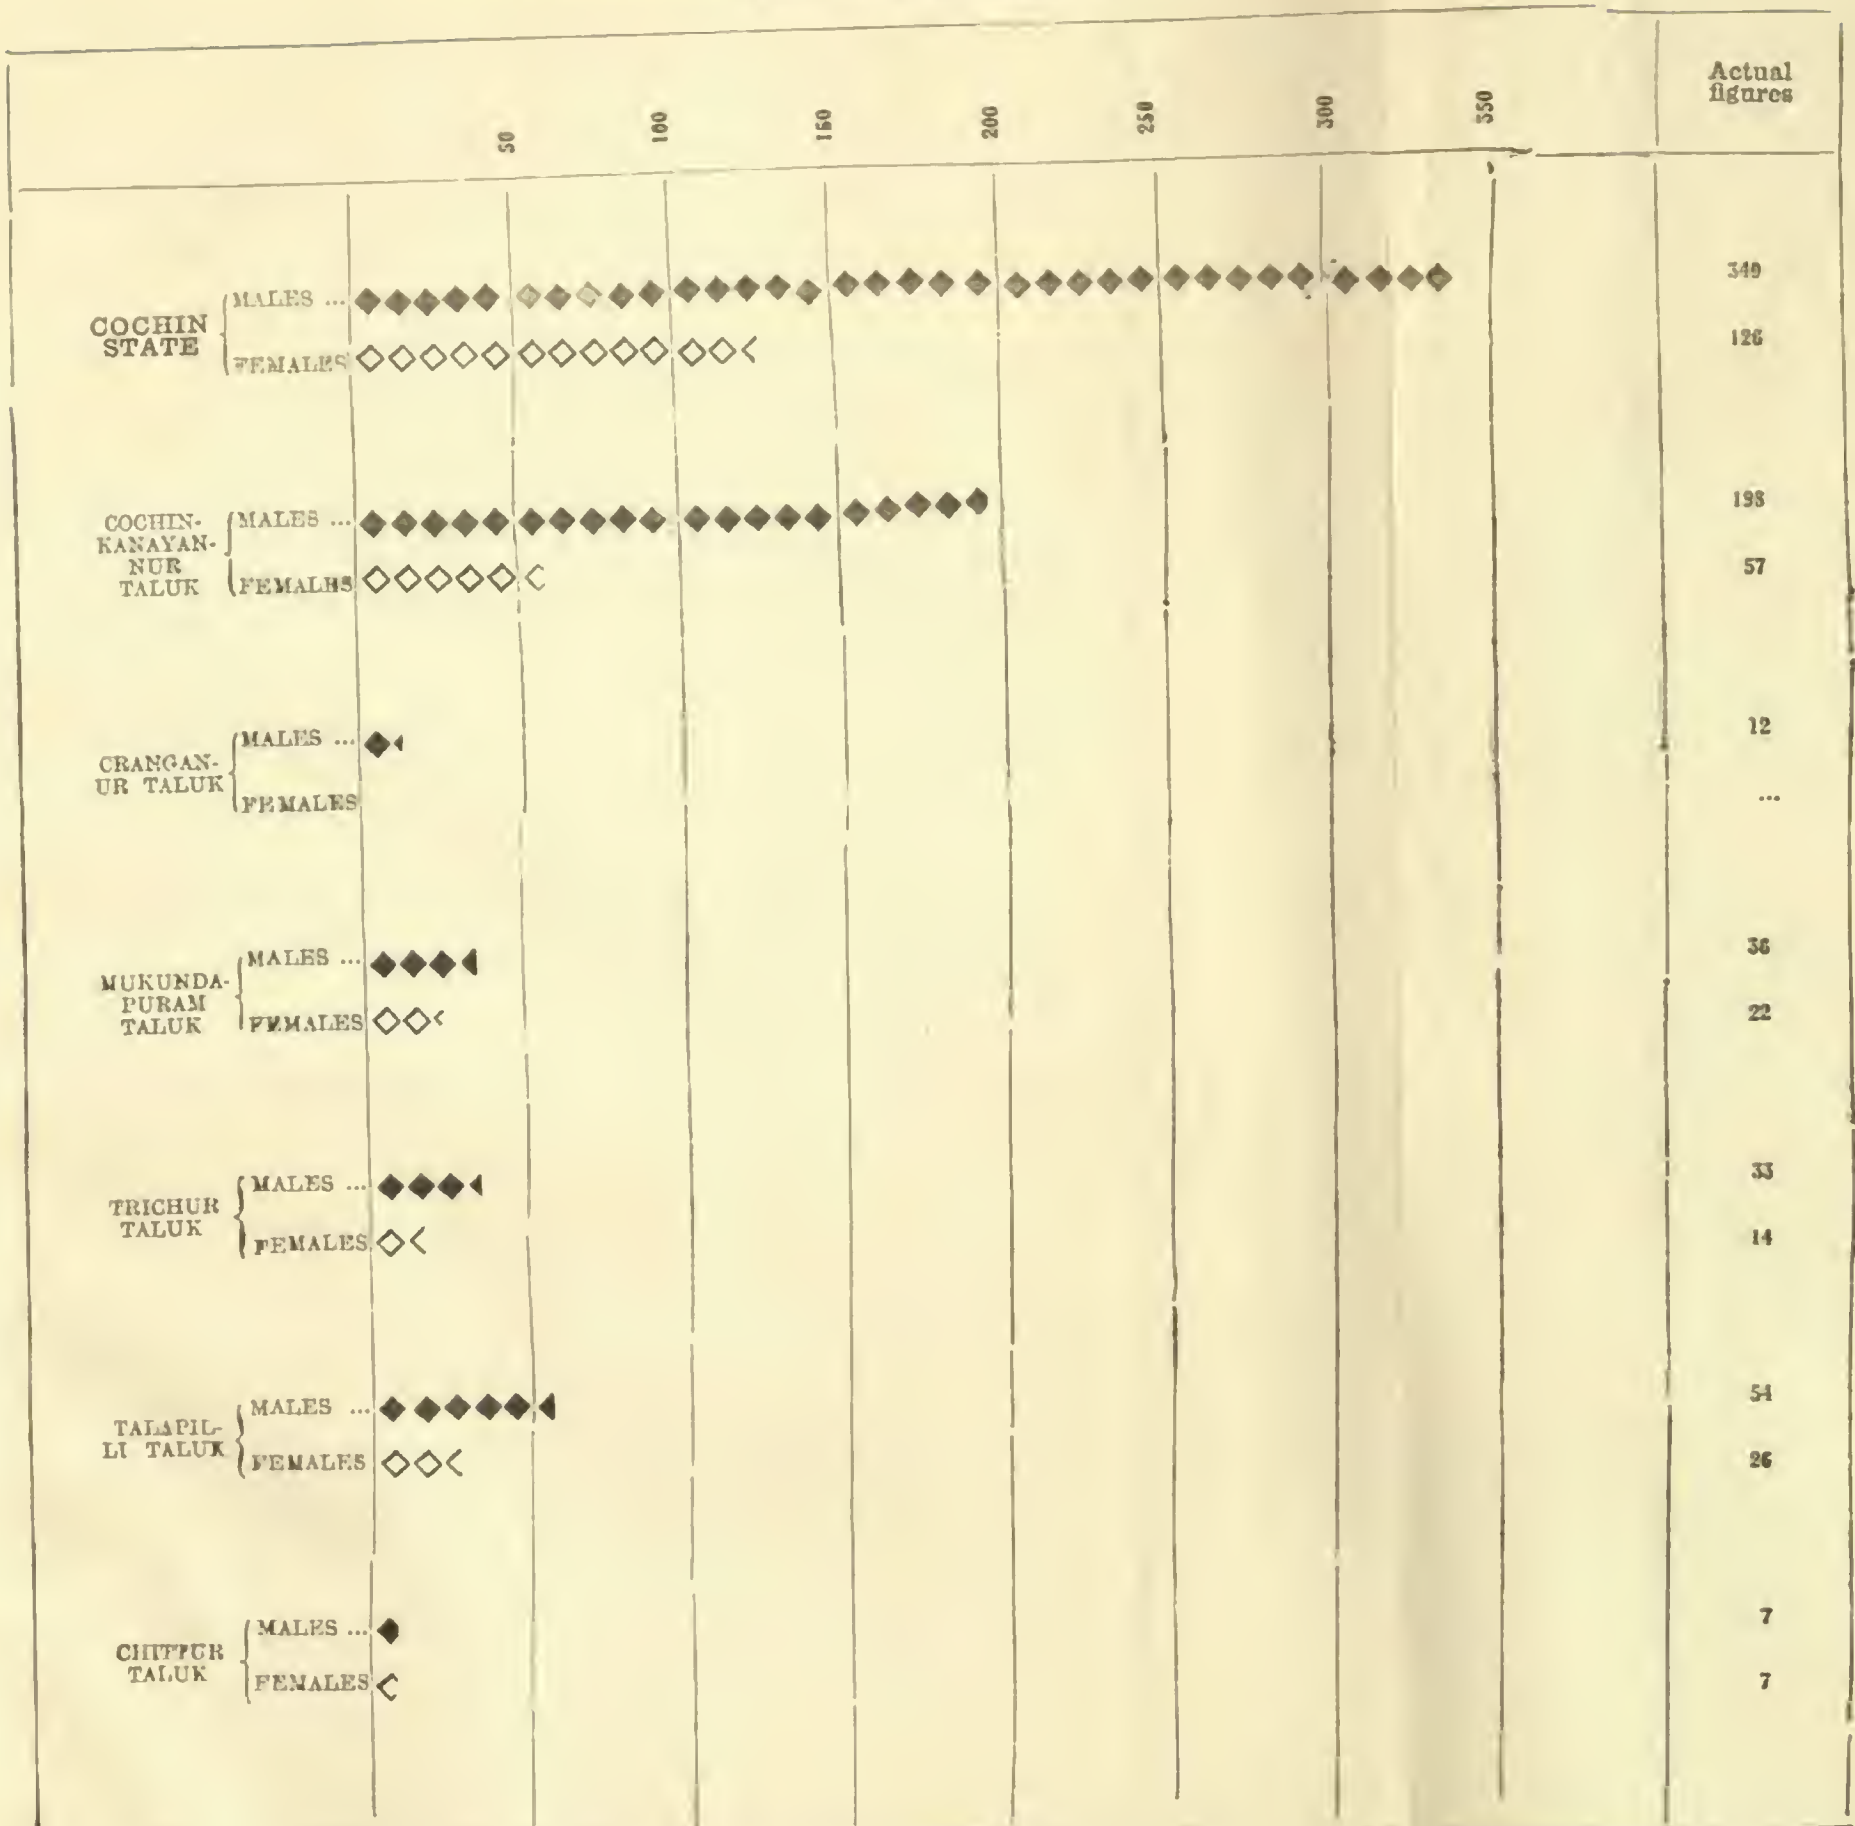 Actual
figures
50
100
150
200
250
300
350
COCHIN
STATE
MALES ...
340
FEMALES
126
COCHIN-
KANAYAN-
NUR
TALUK
MALES ...
198
FEMALES
57
CRANGAN-
UR TALUK
MALES ...
12
FEMALES
...
MUKUNDA-
PURAM
TALUK
MALES ...
36
FEMALES
22
TRICHUR
TALUK
MALES ...
33
FEMALES
14
TALAPIL-
LI TALUK
MALES ...
54
FEMALES
26
CHITTUR
TALUK
MALES ...
7
FEMALES
7